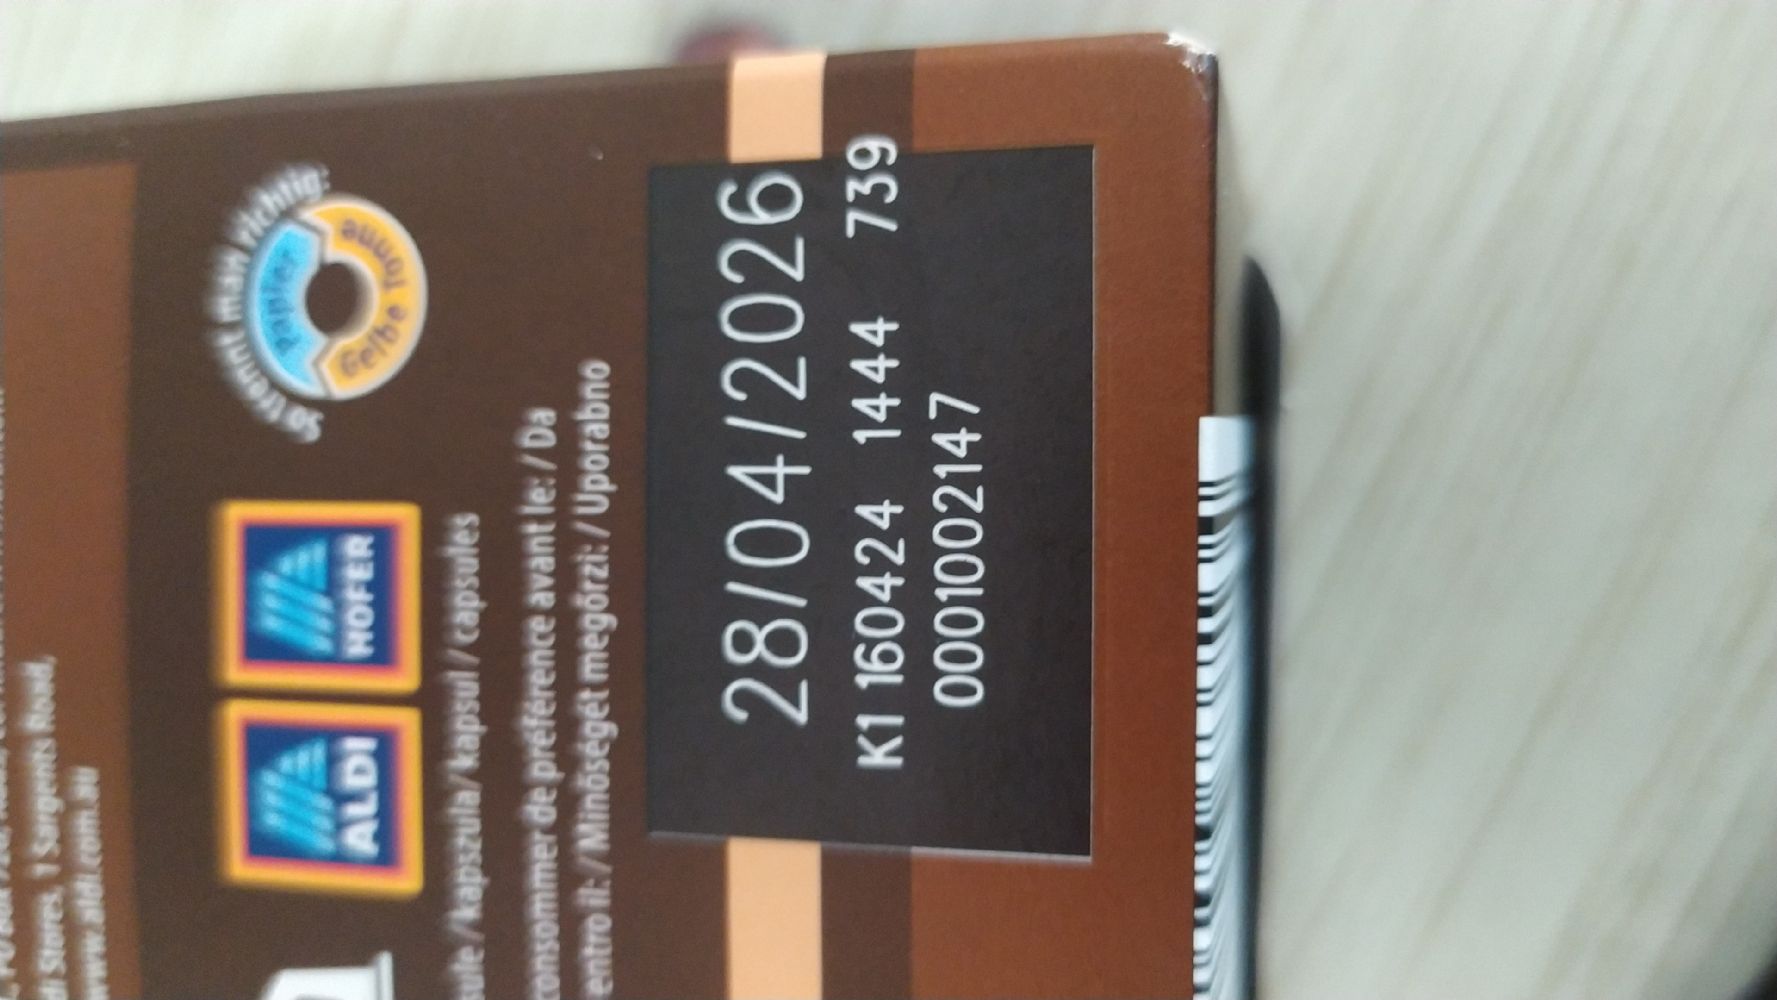 di Stores, 1 Sargents Road,
www.aldi.com.au
So trennt man richtig:
Papier
Gelbe Tonne
ALDI
HOFER
sule / kapszula / kapsul / capsules
consommer de préférence avant le: / Da
entro il: / Minőségét megőrzi: / Uporabno
28/04/2026
K1 160424 1444 739
0001002147